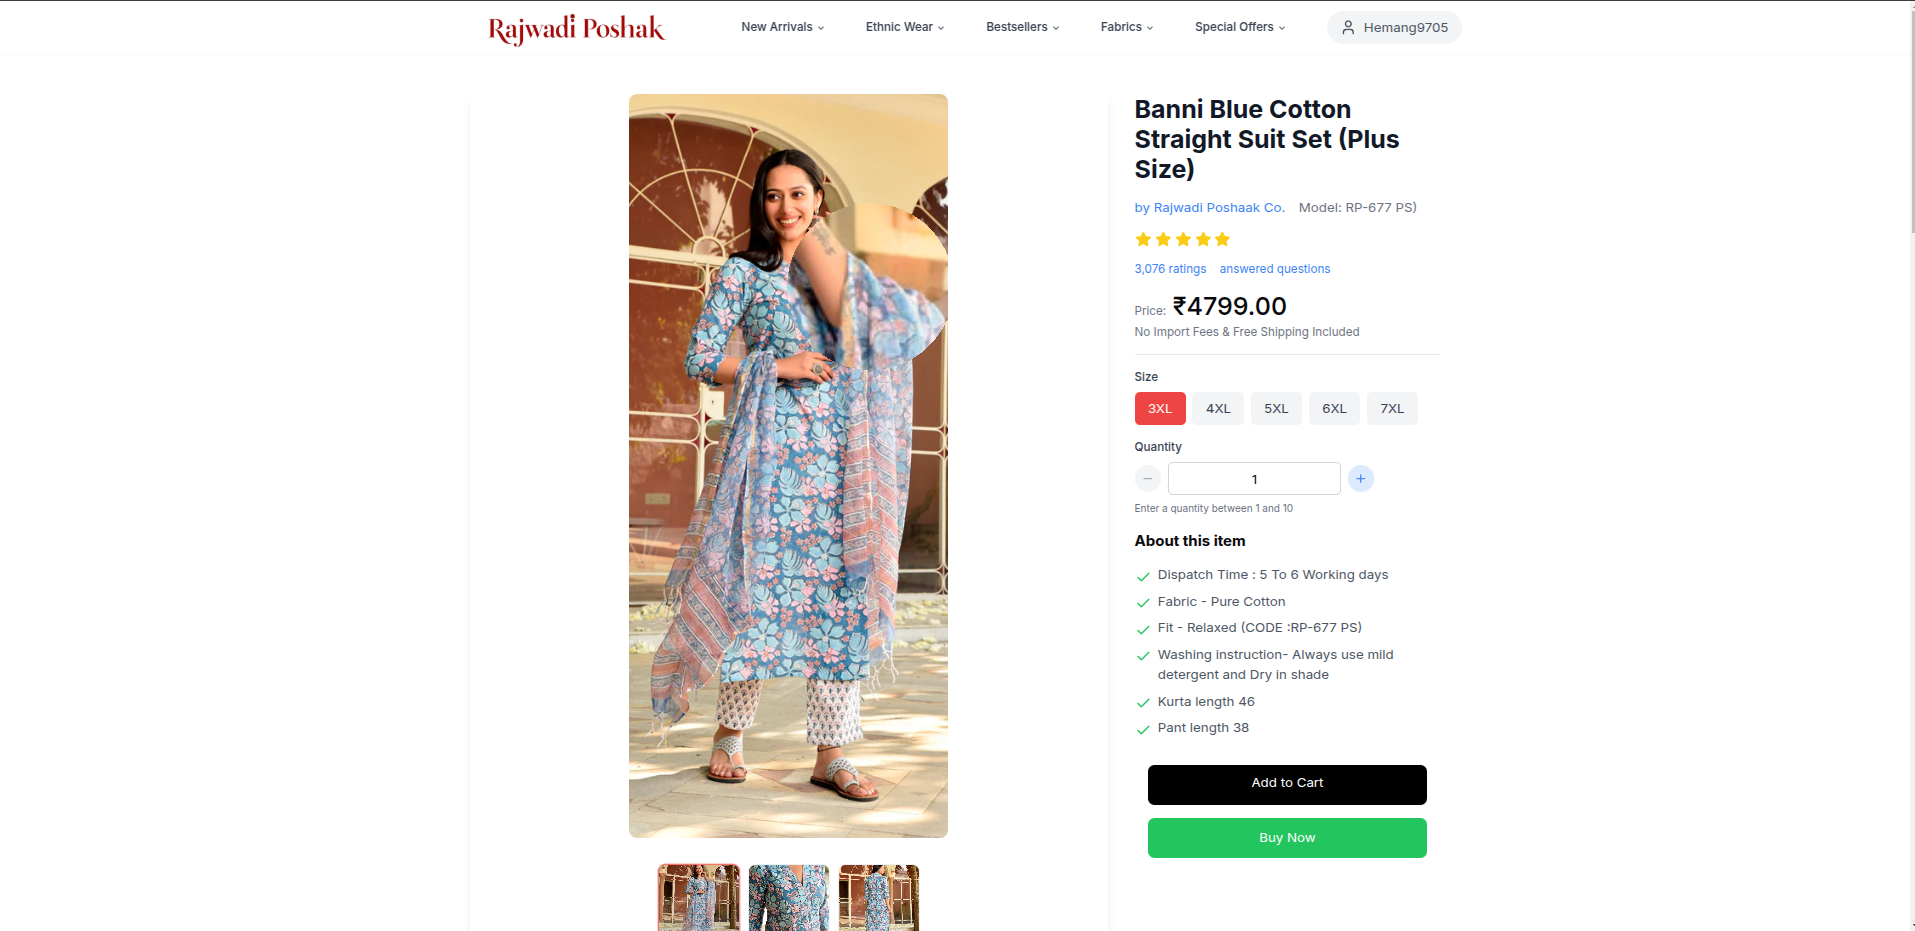 Rajwadi Poshak
New Arrivals
Ethnic Wear
Bestsellers
Fabrics
Special Offers
Hemang9705
Banni Blue Cotton
Straight Suit Set (Plus
Size)
by Rajwadi Poshaak Co. Model: RP-677 PS)
3,076 ratings answered questions
Price: ₹4799.00
No Import Fees & Free Shipping Included
Size
3XL 4XL 5XL 6XL 7XL
Quantity
− 1 +
Enter a quantity between 1 and 10
About this item
Dispatch Time : 5 To 6 Working days
Fabric - Pure Cotton
Fit - Relaxed (CODE :RP-677 PS)
Washing instruction- Always use mild
detergent and Dry in shade
Kurta length 46
Pant length 38
Add to Cart
Buy Now